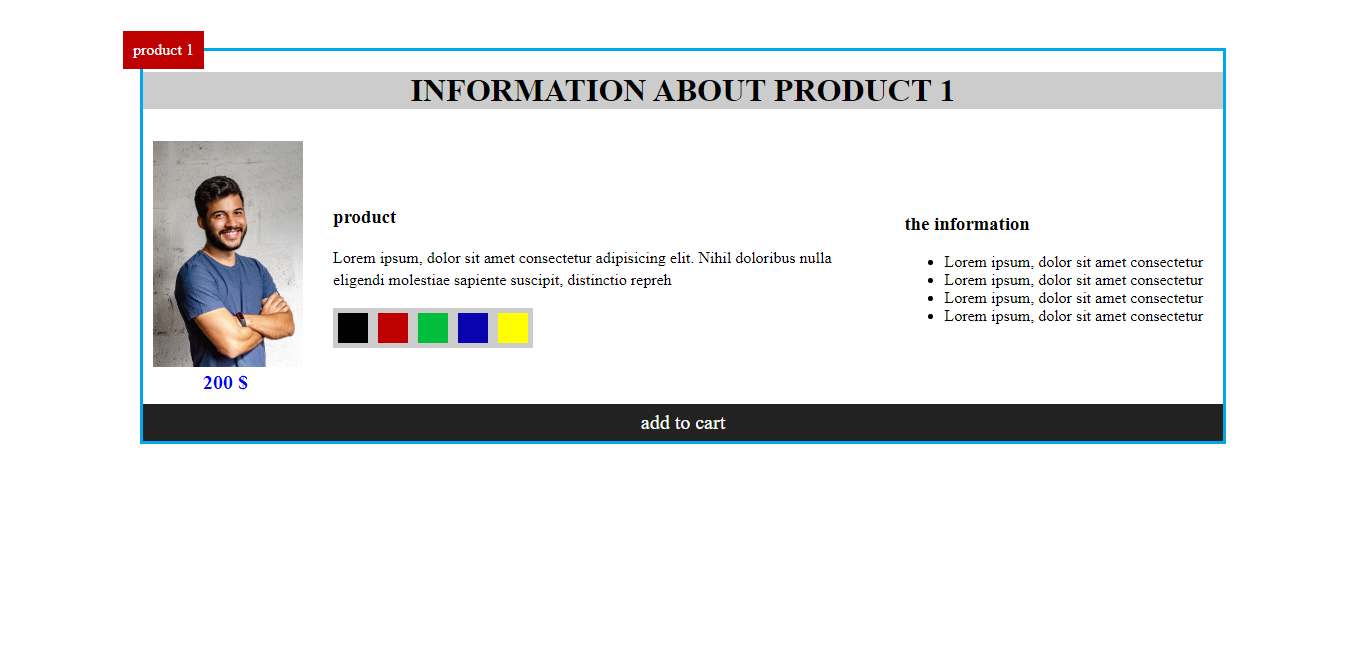 product 1
INFORMATION ABOUT PRODUCT 1
product
Lorem ipsum, dolor sit amet consectetur adipisicing elit. Nihil doloribus nulla
eligendi molestiae sapiente suscipit, distinctio repreh
the information
Lorem ipsum, dolor sit amet consectetur
Lorem ipsum, dolor sit amet consectetur
Lorem ipsum, dolor sit amet consectetur
Lorem ipsum, dolor sit amet consectetur
200 $
add to cart